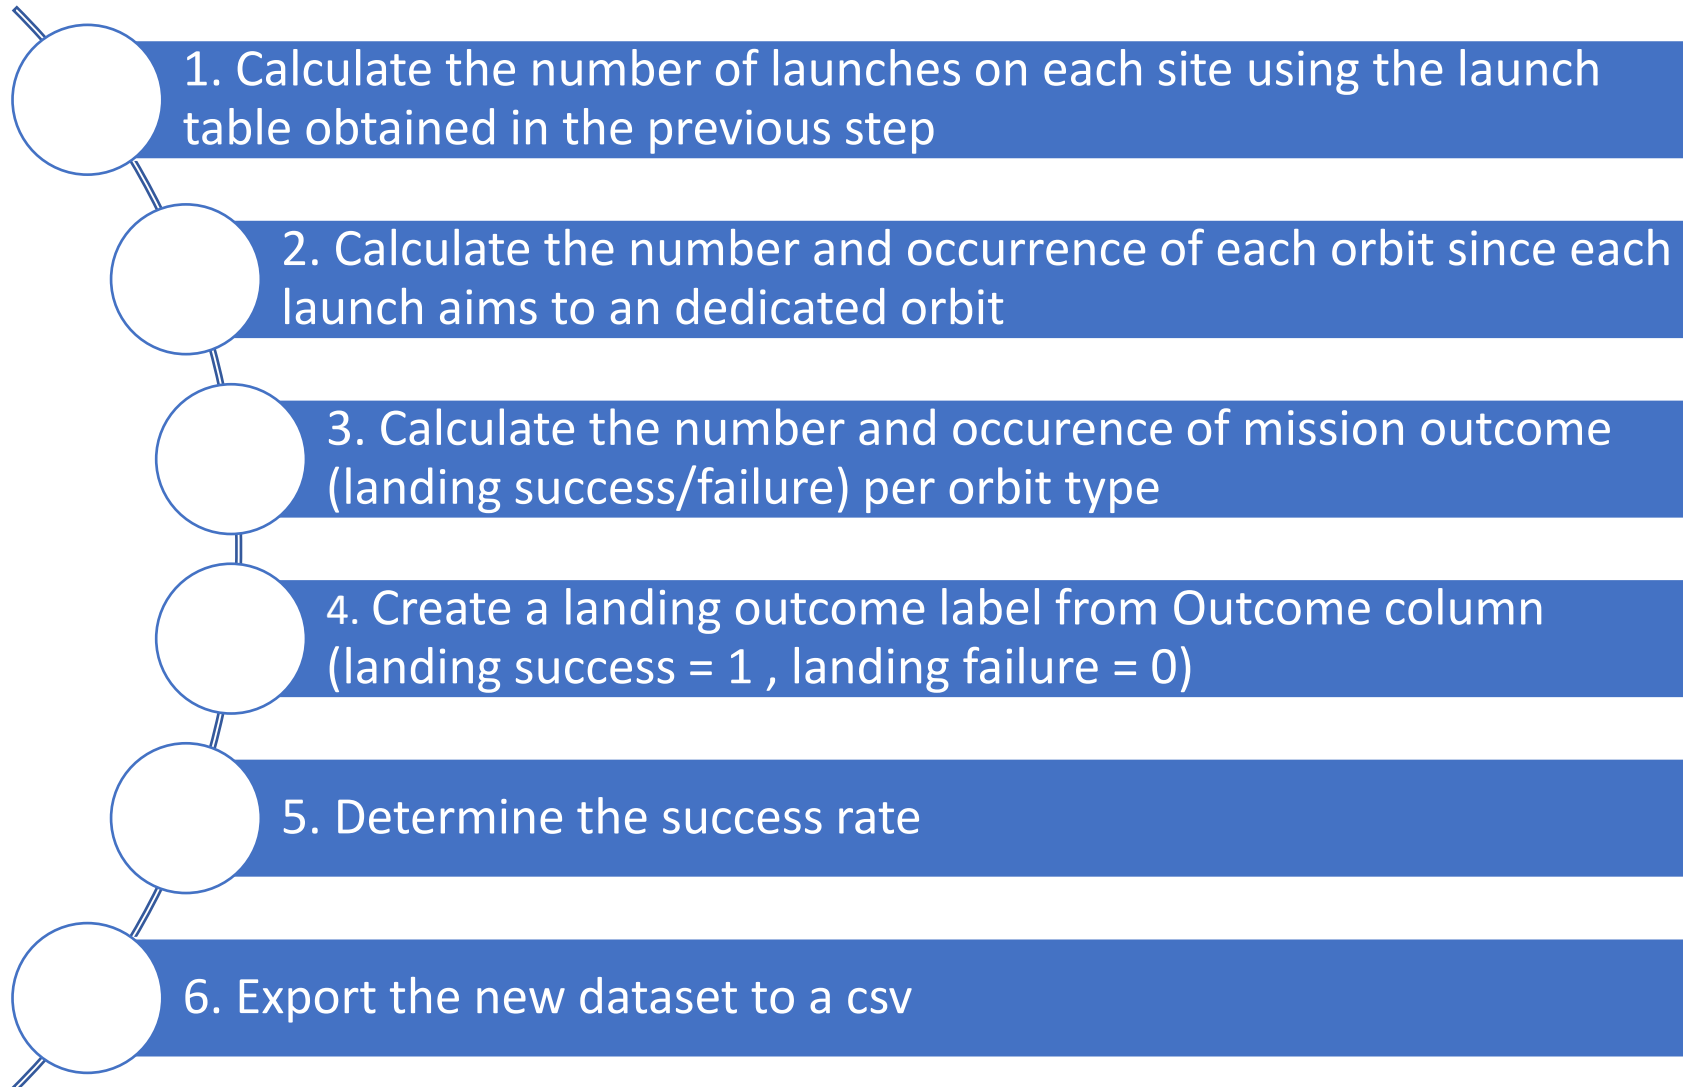 1. Calculate the number of launches on each site using the launch
table obtained in the previous step
2. Calculate the number and occurrence of each orbit since each
launch aims to an dedicated orbit
3. Calculate the number and occurence of mission outcome
(landing success/failure) per orbit type
4. Create a landing outcome label from Outcome column
(landing success = 1 , landing failure = 0)
5. Determine the success rate
6. Export the new dataset to a csv